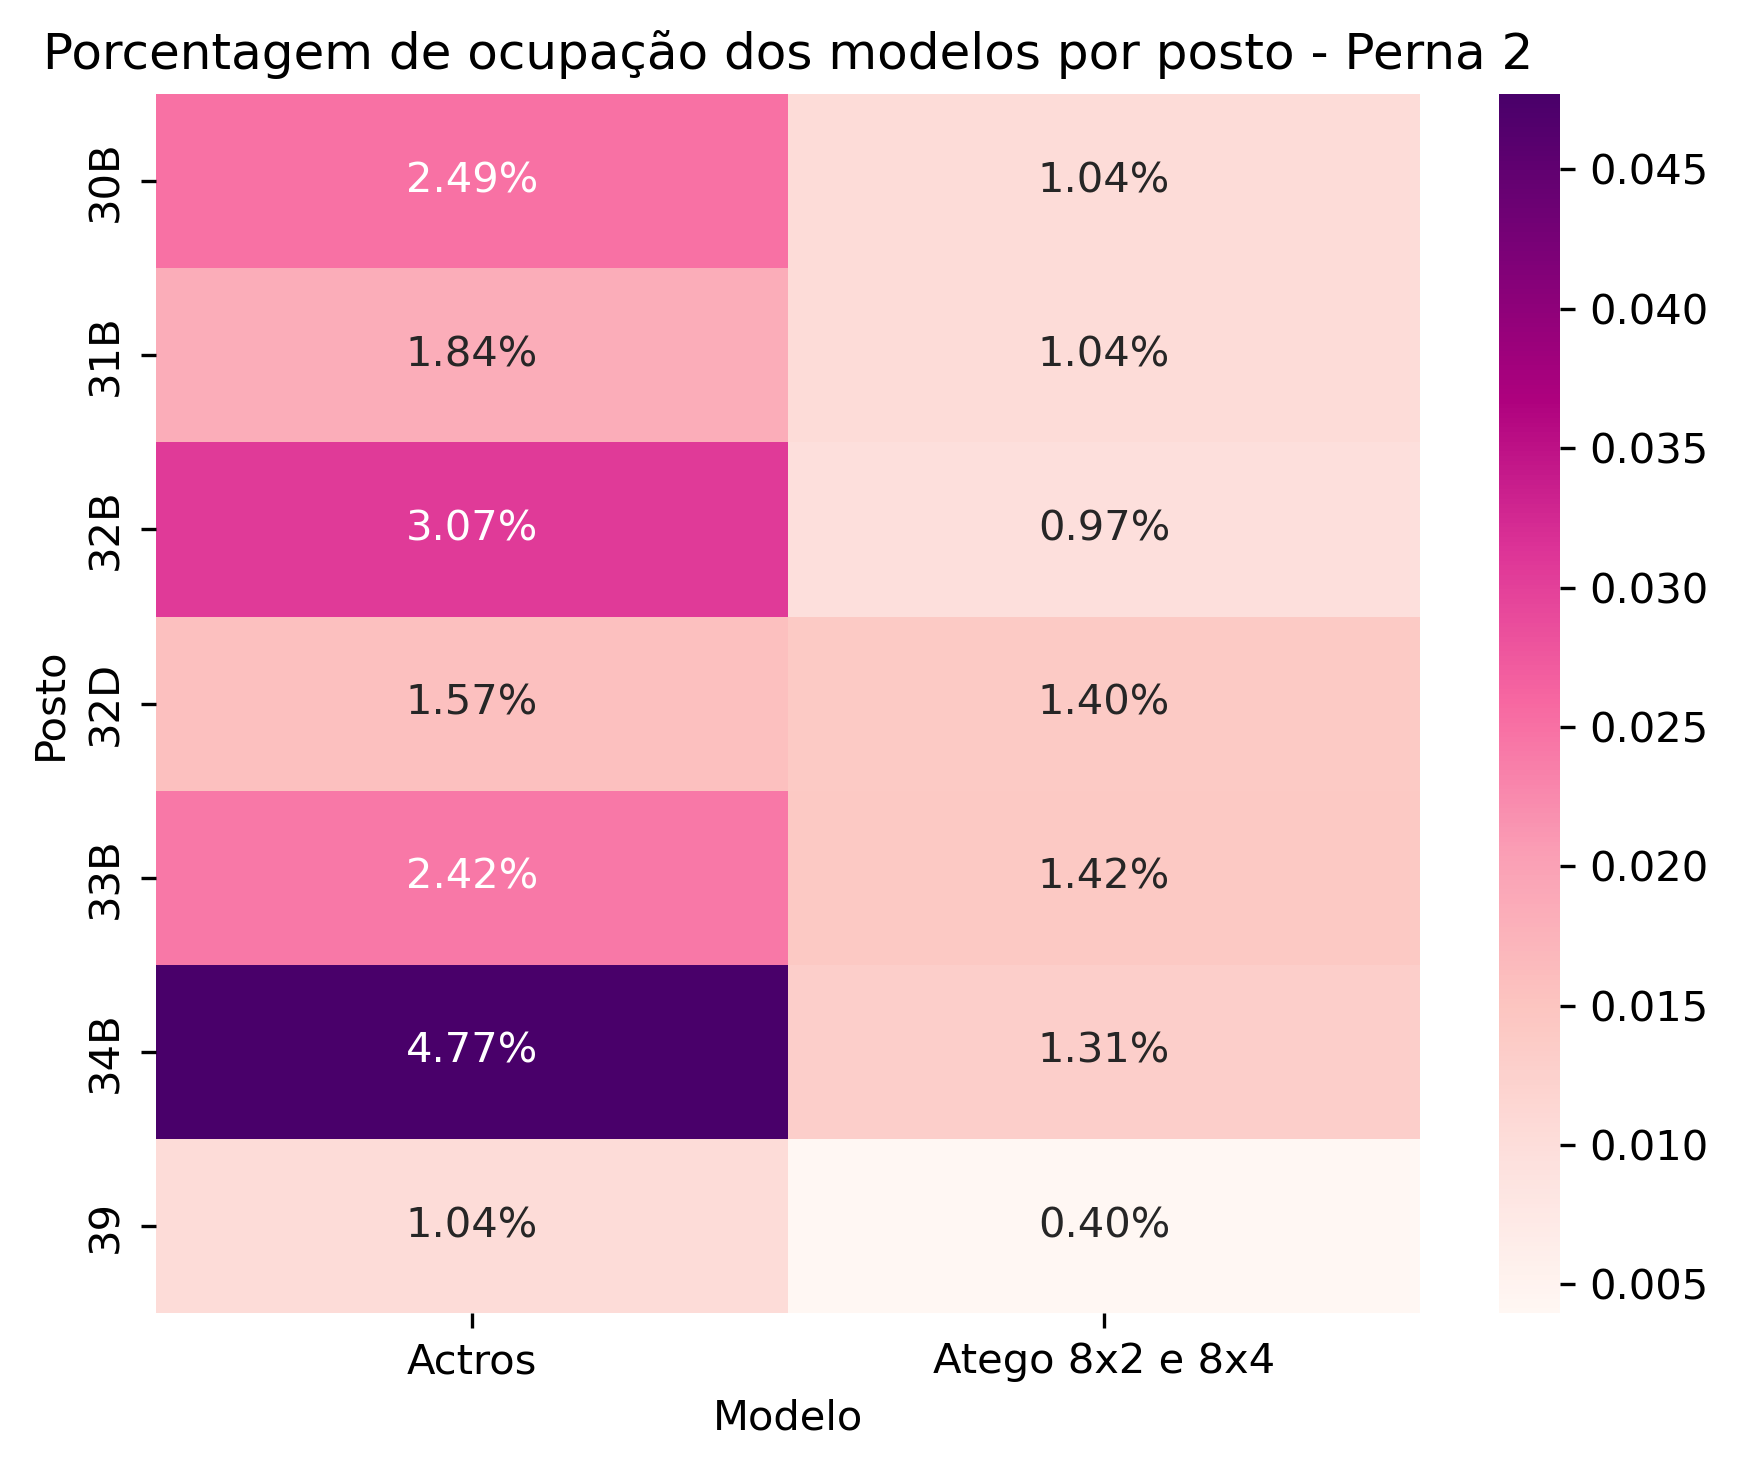 Porcentagem de ocupação dos modelos por posto - Perna 2
Posto
30B 2.49% 1.04%
31B 1.84% 1.04%
32B 3.07% 0.97%
32D 1.57% 1.40%
33B 2.42% 1.42%
34B 4.77% 1.31%
39 1.04% 0.40%
Actros Atego 8x2 e 8x4
Modelo
0.045
0.040
0.035
0.030
0.025
0.020
0.015
0.010
0.005